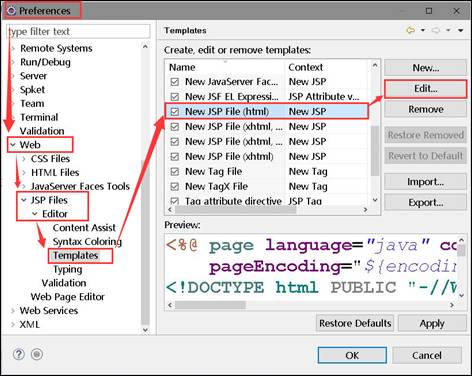 Preferences
type filter text
Remote Systems
Run/Debug
Server
Spket
Team
Terminal
Validation
Web
CSS Files
HTML Files
JavaServer Faces Tools
JSP Files
Editor
Content Assist
Syntax Coloring
Templates
Typing
Validation
Web Page Editor
Web Services
XML
Templates
Create, edit or remove templates:
Name Context
New JavaServer Fac... New JSP
New JSF EL Expressi... JSP Attribute v...
New JSP File (html) New JSP
New JSP File (xhtml) New JSP
New JSP File (xhtml, ... New JSP
New JSP File (xhtml, ... New JSP
New Tag File New Tag
New TagX File New Tag
Tag attribute directive JSP Tag
New...
Edit...
Remove
Restore Removed
Revert to Default
Import...
Export...
Preview:
<%@ page language="java" co
pageEncoding="${encodin
<!DOCTYPE html PUBLIC "-//W
Restore Defaults
Apply
OK
Cancel